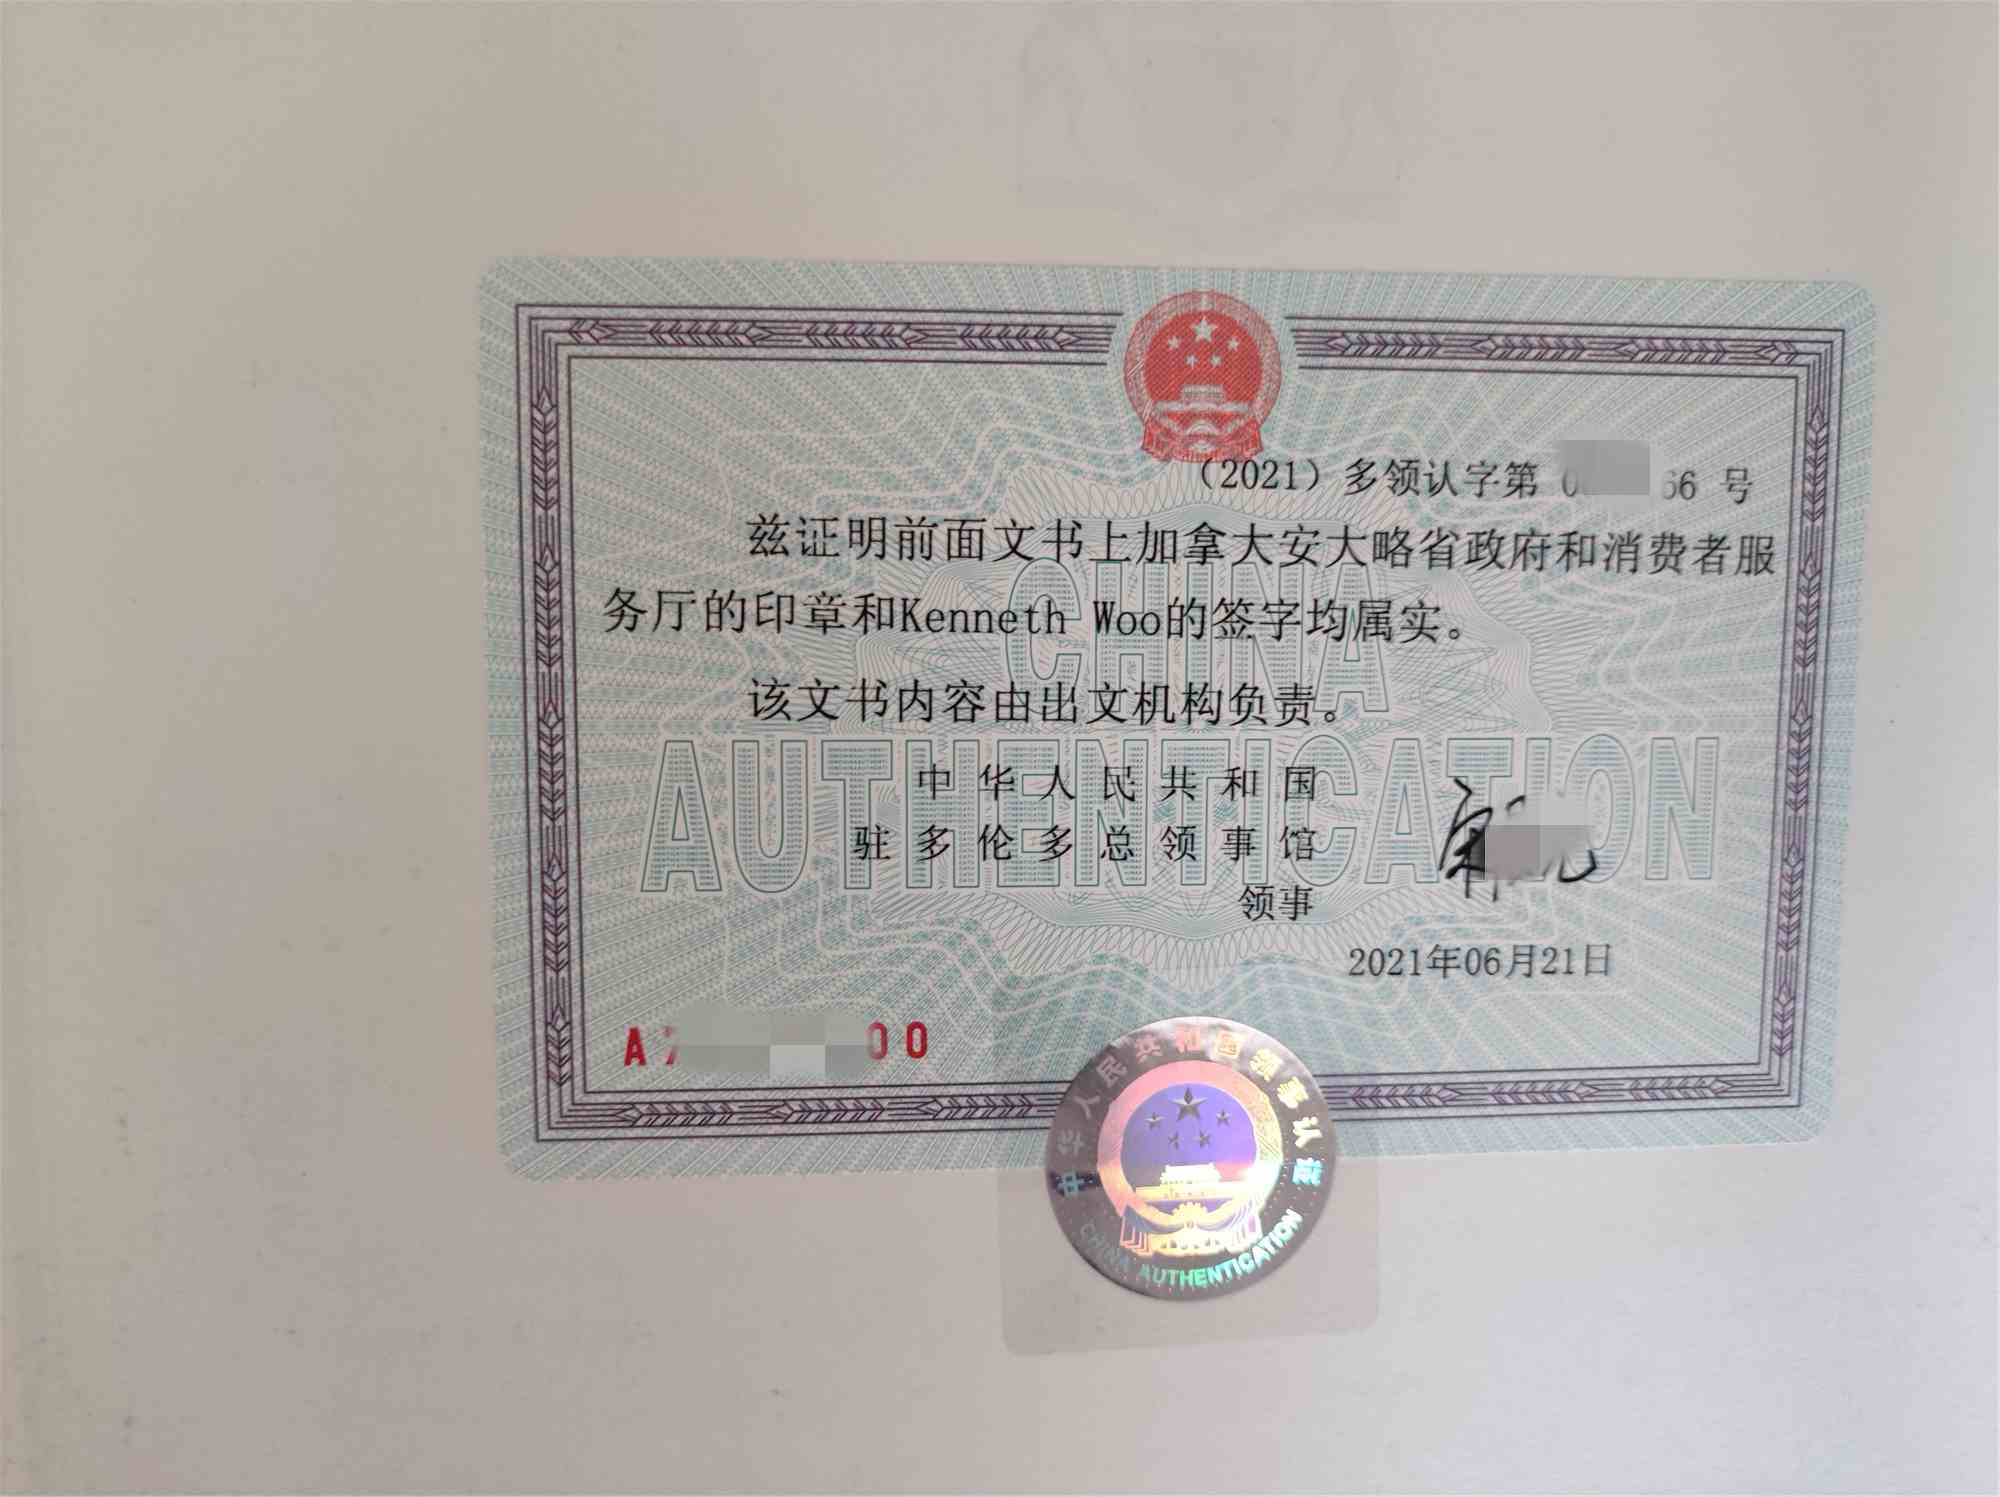 （2021）多领认字第 0 66 号
兹证明前面文书上加拿大安大略省政府和消费者服
务厅的印章和Kenneth Woo的签字均属实。
该文书内容由出文机构负责。
CHINA
AUTHENTICATION
中华人民共和国
驻多伦多总领事馆
领事
2021年06月21日
A7 00
中华人民共和国领事认证
CHINA AUTHENTICATION